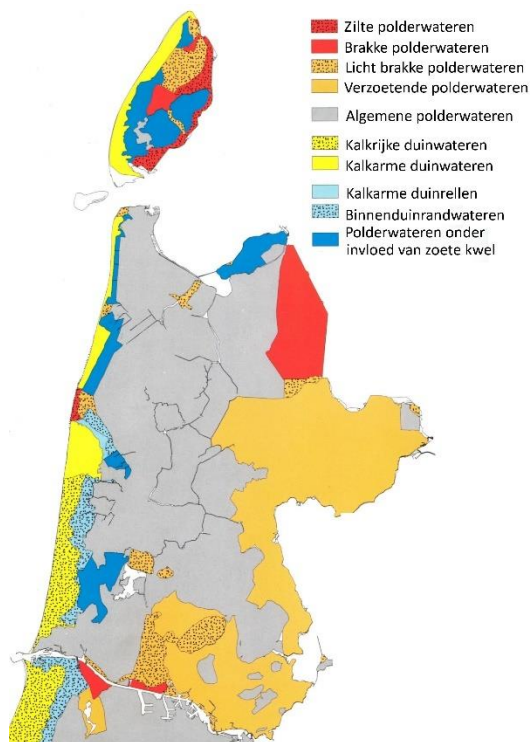 Zilte polderwateren
Brakke polderwateren
Licht brakke polderwateren
Verzoetende polderwateren
Algemene polderwateren
Kalkrijke duinwateren
Kalkarme duinwateren
Kalkarme duinrellen
Binnenduinrandwateren
Polderwateren onder
invloed van zoete kwel